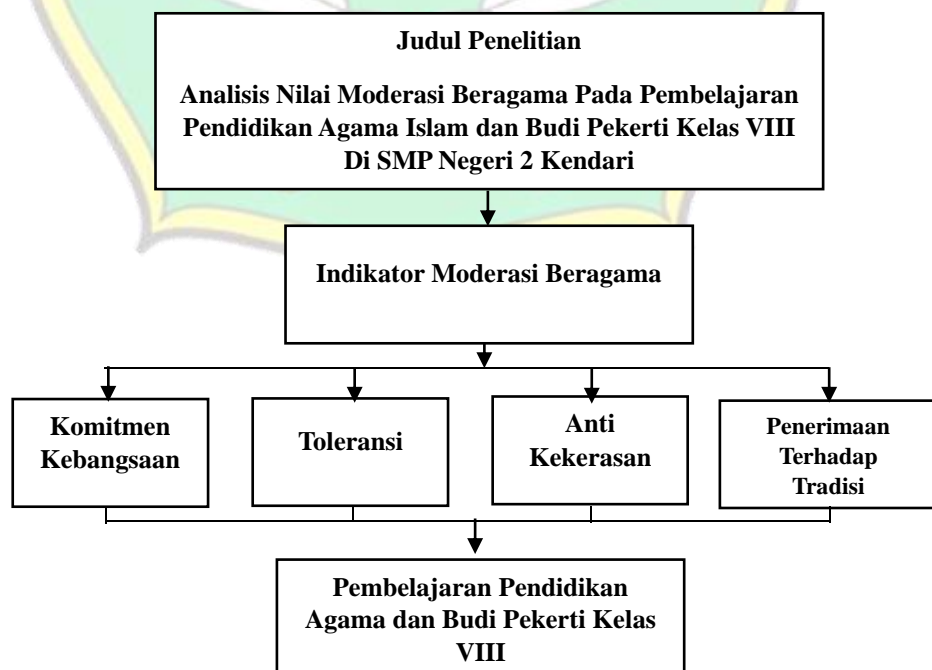 Judul Penelitian
Analisis Nilai Moderasi Beragama Pada Pembelajaran
Pendidikan Agama Islam dan Budi Pekerti Kelas VIII
Di SMP Negeri 2 Kendari
Indikator Moderasi Beragama
Komitmen
Kebangsaan
Toleransi
Anti
Kekerasan
Penerimaan
Terhadap
Tradisi
Pembelajaran Pendidikan
Agama dan Budi Pekerti Kelas
VIII